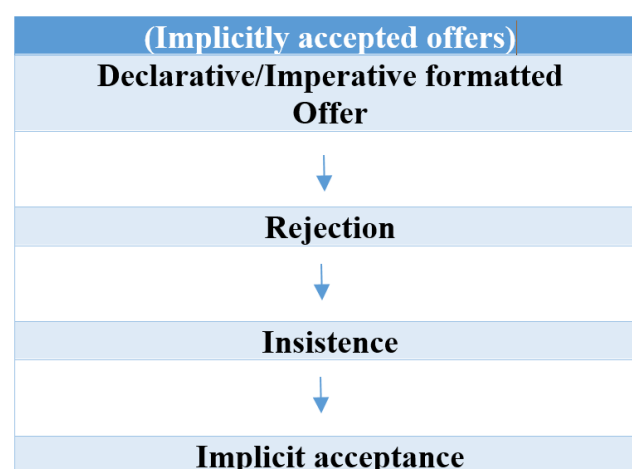 (Implicitly accepted offers)
Declarative/Imperative formatted
Offer
Rejection
Insistence
Implicit acceptance